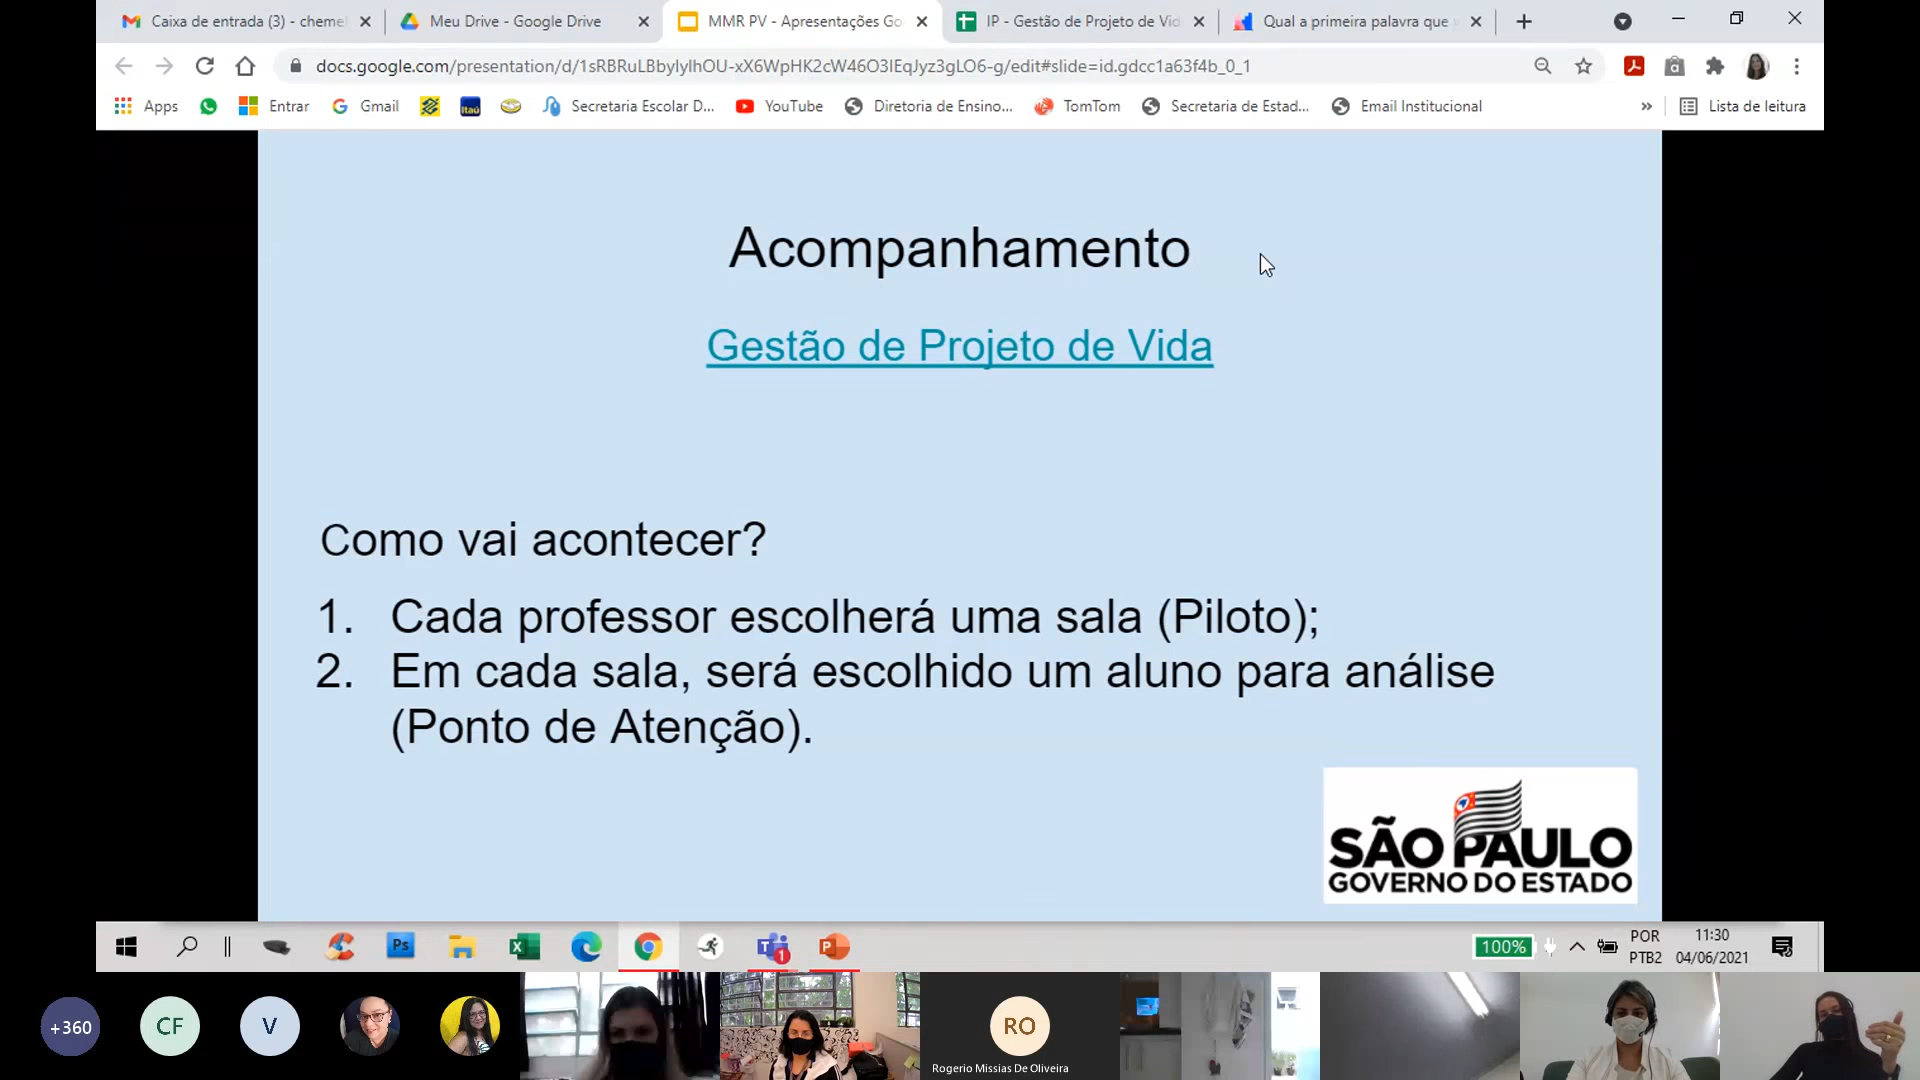 Caixa de entrada (3) - cheme
Meu Drive - Google Drive
MMR PV - Apresentações Go
IP - Gestão de Projeto de Vid
Qual a primeira palavra que
docs.google.com/presentation/d/1sRBRuLBbyIylhOU-xX6WpHK2cW46O3IEqJyz3gLO6-g/edit#slide=id.gdcc1a63f4b_0_1
Apps
Entrar
Gmail
Itaú
Secretaria Escolar D...
YouTube
Diretoria de Ensino...
TomTom
Secretaria de Estad...
Email Institucional
»
Lista de leitura
Acompanhamento
Gestão de Projeto de Vida
Como vai acontecer?
1. Cada professor escolherá uma sala (Piloto);
2. Em cada sala, será escolhido um aluno para análise
(Ponto de Atenção).
SÃO PAULO
GOVERNO DO ESTADO
Ps
100%
POR
PTB2
11:30
04/06/2021
+360
CF
V
RO
Rogerio Missias De Oliveira